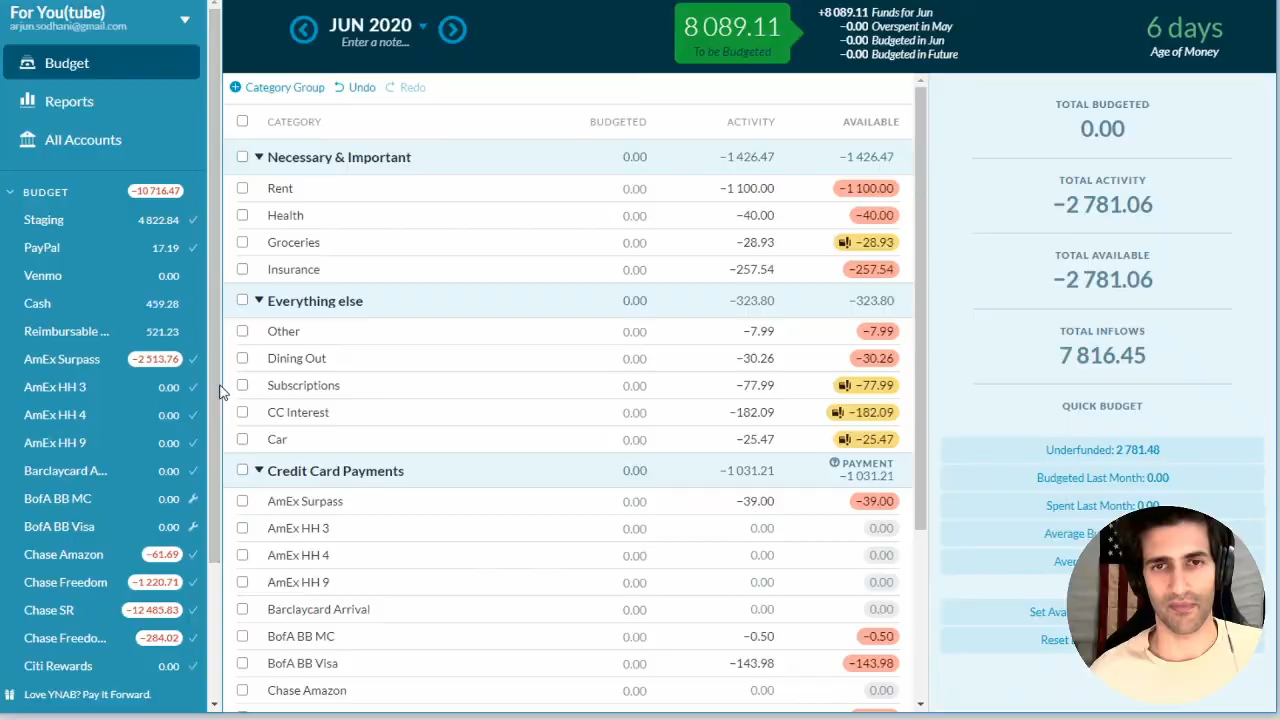 For You(tube)
arjun.sodhani@gmail.com
Budget
Reports
All Accounts
BUDGET −10 716.47
Staging 4 822.84
PayPal 17.19
Venmo 0.00
Cash 459.28
Reimbursable ... 521.23
AmEx Surpass −2 513.76
AmEx HH 3 0.00
AmEx HH 4 0.00
AmEx HH 9 0.00
Barclaycard A... 0.00
BofA BB MC 0.00
BofA BB Visa 0.00
Chase Amazon −61.69
Chase Freedom −1 220.71
Chase SR −12 485.83
Chase Freedo... −284.02
Citi Rewards 0.00
Love YNAB? Pay It Forward.
JUN 2020
Enter a note...
8 089.11
To be Budgeted
+8 089.11 Funds for Jun
−0.00 Overspent in May
−0.00 Budgeted in Jun
−0.00 Budgeted in Future
6 days
Age of Money
Category Group Undo Redo
CATEGORY BUDGETED ACTIVITY AVAILABLE
Necessary & Important 0.00 −1 426.47 −1 426.47
Rent 0.00 −1 100.00 −1 100.00
Health 0.00 −40.00 −40.00
Groceries 0.00 −28.93 −28.93
Insurance 0.00 −257.54 −257.54
Everything else 0.00 −323.80 −323.80
Other 0.00 −7.99 −7.99
Dining Out 0.00 −30.26 −30.26
Subscriptions 0.00 −77.99 −77.99
CC Interest 0.00 −182.09 −182.09
Car 0.00 −25.47 −25.47
Credit Card Payments 0.00 −1 031.21 PAYMENT
−1 031.21
AmEx Surpass 0.00 −39.00 −39.00
AmEx HH 3 0.00 0.00 0.00
AmEx HH 4 0.00 0.00 0.00
AmEx HH 9 0.00 0.00 0.00
Barclaycard Arrival 0.00 0.00 0.00
BofA BB MC 0.00 −0.50 −0.50
BofA BB Visa 0.00 −143.98 −143.98
Chase Amazon 0.00 0.00 0.00
TOTAL BUDGETED
0.00
TOTAL ACTIVITY
−2 781.06
TOTAL AVAILABLE
−2 781.06
TOTAL INFLOWS
7 816.45
QUICK BUDGET
Underfunded: 2 781.48
Budgeted Last Month: 0.00
Spent Last Month: 0.00
Average B
Aver
Set Ava
Reset